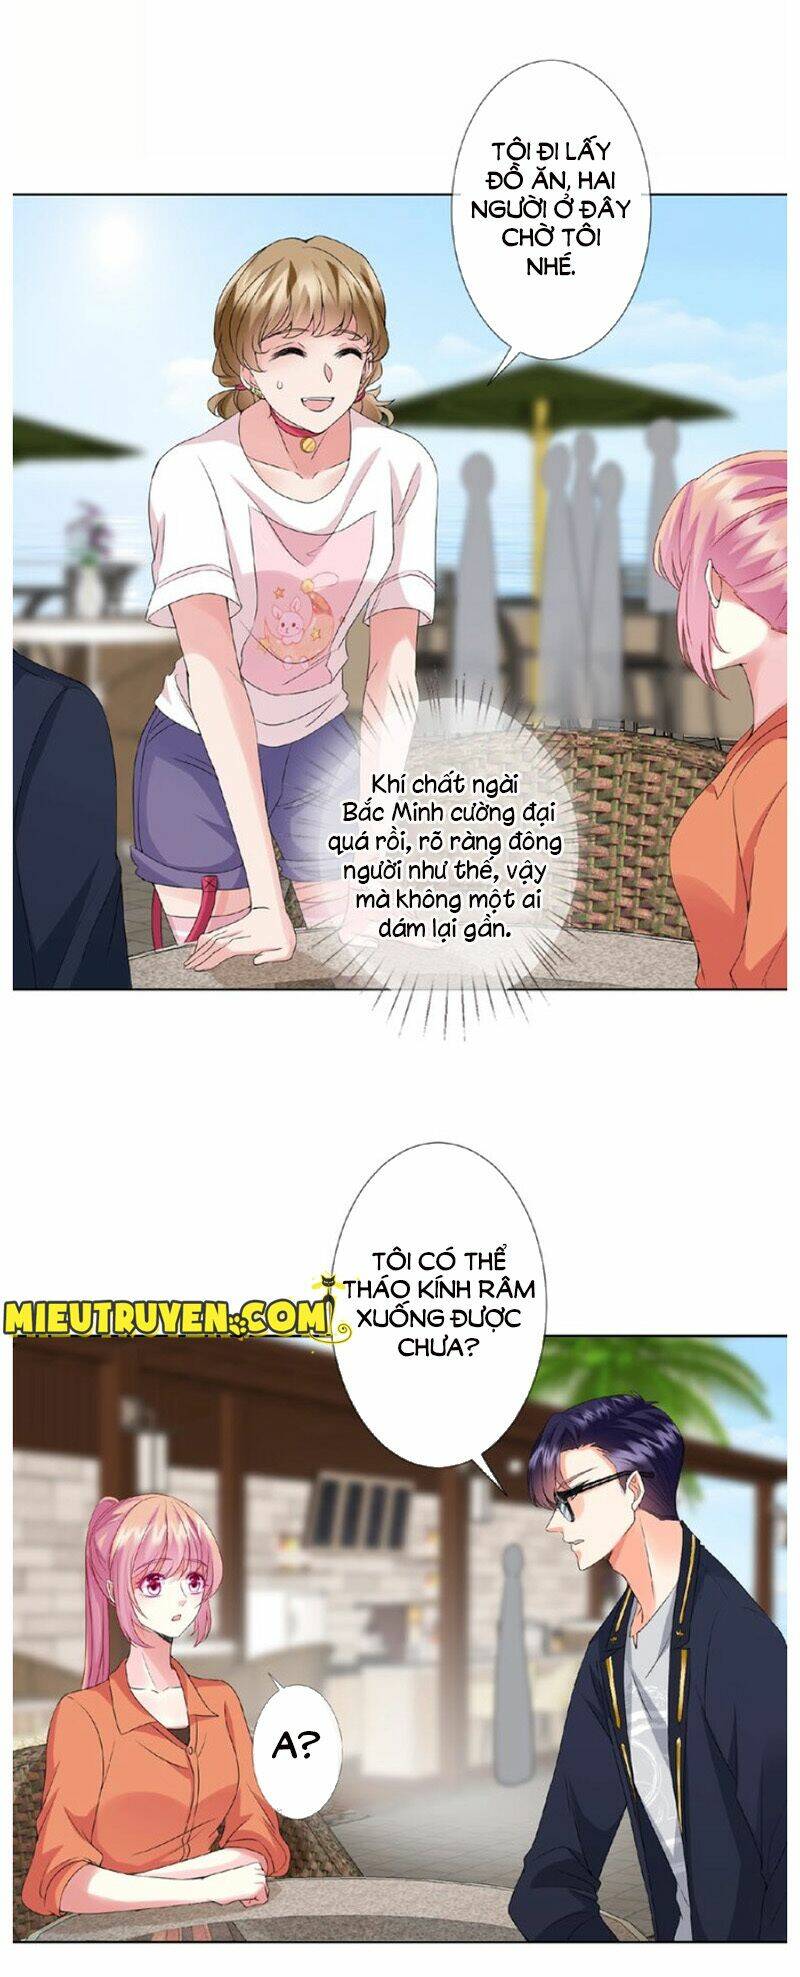 TÔI ĐI LẤY
ĐỒ ĂN, HAI
NGƯỜI Ở ĐÂY
CHỜ TÔI
NHÉ.
Khí chất ngài
Bắc Minh cường đại
quá rồi, rõ ràng đông
người như thế, vậy
mà không một ai
dám lại gần.
TÔI CÓ THỂ
THÁO KÍNH RÂM
XUỐNG ĐƯỢC
CHƯA?
MIEUTRUYEN.COM
A?